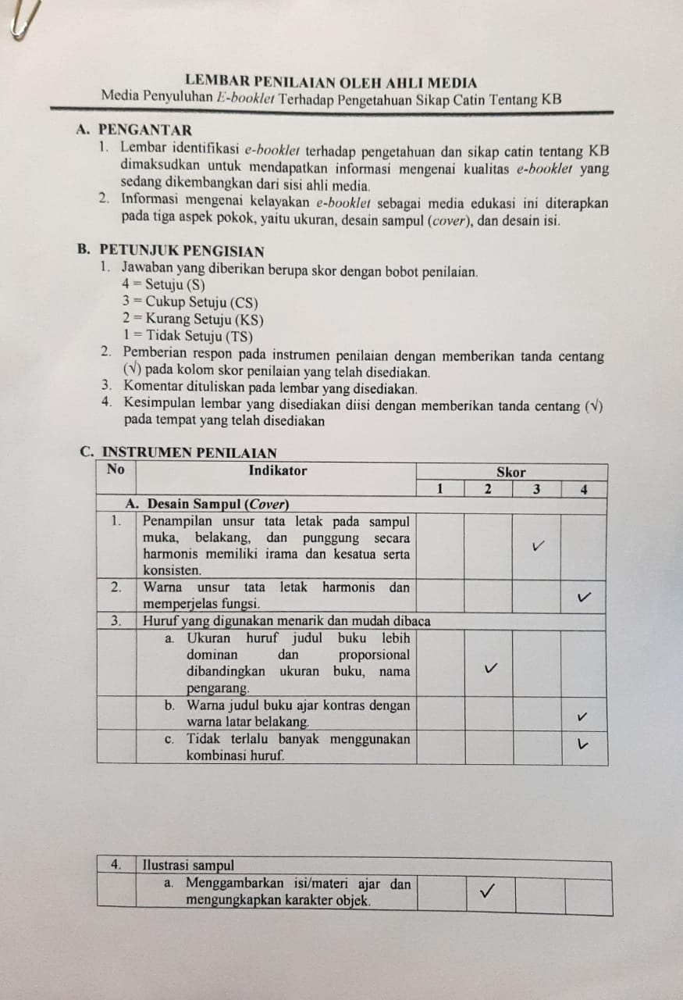 LEMBAR PENILAIAN OLEH AHLI MEDIA
Media Penyuluhan E-booklet Terhadap Pengetahuan Sikap Catin Tentang KB
A. PENGANTAR
1. Lembar identifikasi e-booklet terhadap pengetahuan dan sikap catin tentang KB
dimaksudkan untuk mendapatkan informasi mengenai kualitas e-booklet yang
sedang dikembangkan dari sisi ahli media.
2. Informasi mengenai kelayakan e-booklet sebagai media edukasi ini diterapkan
pada tiga aspek pokok, yaitu ukuran, desain sampul (cover), dan desain isi.
B. PETUNJUK PENGISIAN
1. Jawaban yang diberikan berupa skor dengan bobot penilaian.
4 = Setuju (S)
3 = Cukup Setuju (CS)
2 = Kurang Setuju (KS)
1 = Tidak Setuju (TS)
2. Pemberian respon pada instrumen penilaian dengan memberikan tanda centang
(√) pada kolom skor penilaian yang telah disediakan.
3. Komentar dituliskan pada lembar yang disediakan.
4. Kesimpulan lembar yang disediakan diisi dengan memberikan tanda centang (√)
pada tempat yang telah disediakan
C. INSTRUMEN PENILAIAN
No Indikator Skor
1 2 3 4
A. Desain Sampul (Cover)
1. Penampilan unsur tata letak pada sampul
muka, belakang, dan punggung secara
harmonis memiliki irama dan kesatua serta ✓
konsisten.
2. Warna unsur tata letak harmonis dan
memperjelas fungsi. ✓
3. Huruf yang digunakan menarik dan mudah dibaca
a. Ukuran huruf judul buku lebih
dominan dan proporsional
dibandingkan ukuran buku, nama ✓
pengarang.
b. Warna judul buku ajar kontras dengan
warna latar belakang. ✓
c. Tidak terlalu banyak menggunakan ✓
kombinasi huruf.
4. Ilustrasi sampul
a. Menggambarkan isi/materi ajar dan ✓
mengungkapkan karakter objek.